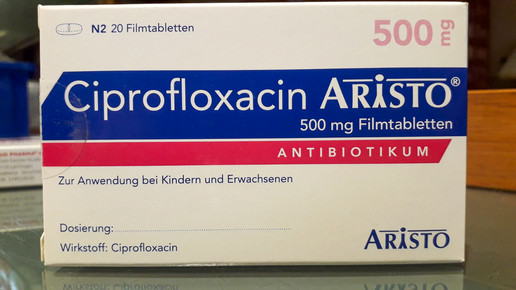 N2 20 Filmtabletten
500 mg
Ciprofloxacin ARISTO®
500 mg Filmtabletten
ANTIBIOTIKUM
Zur Anwendung bei Kindern und Erwachsenen
Dosierung:
Wirkstoff: Ciprofloxacin
ARISTO